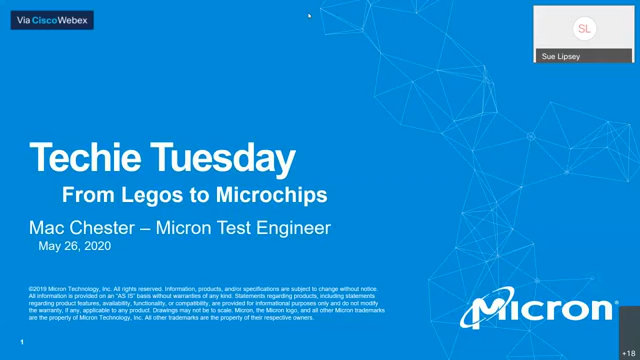 Via Cisco Webex
SL
Sue Lipsey
Techie Tuesday
From Legos to Microchips
Mac Chester – Micron Test Engineer
May 26, 2020
©2019 Micron Technology, Inc. All rights reserved. Information, products, and/or specifications are subject to change without notice.
All information is provided on an "AS IS" basis without warranties of any kind. Statements regarding products, including statements
regarding product features, availability, functionality, or compatibility, are provided for informational purposes only and do not modify
the warranty, if any, applicable to any product. Drawings may not be to scale. Micron, the Micron logo, and all other Micron trademarks
are the property of Micron Technology, Inc. All other trademarks are the property of their respective owners.
Micron®
1
+18